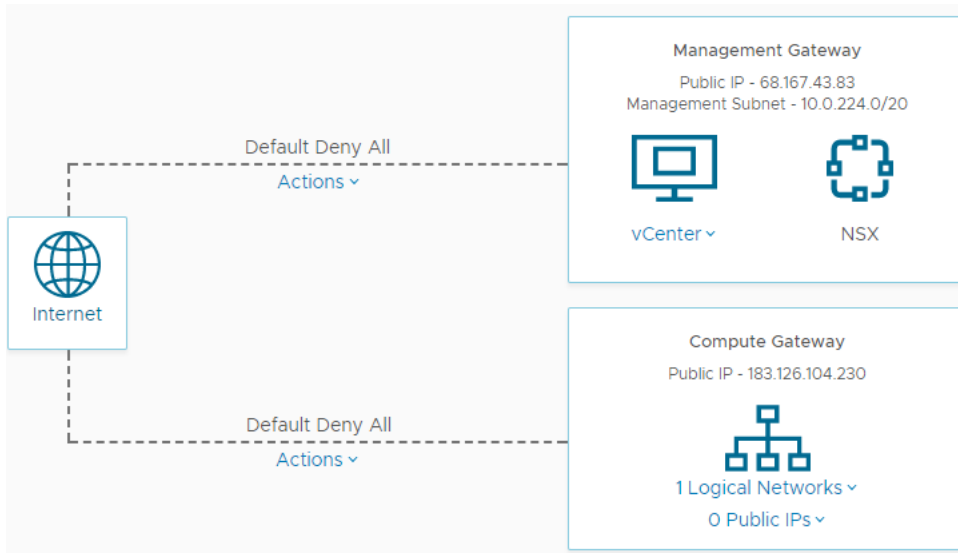 Management Gateway
Public IP - 68.167.43.83
Management Subnet - 10.0.224.0/20
Default Deny All
Actions
vCenter
NSX
Internet
Compute Gateway
Public IP - 183.126.104.230
Default Deny All
Actions
1 Logical Networks
0 Public IPs